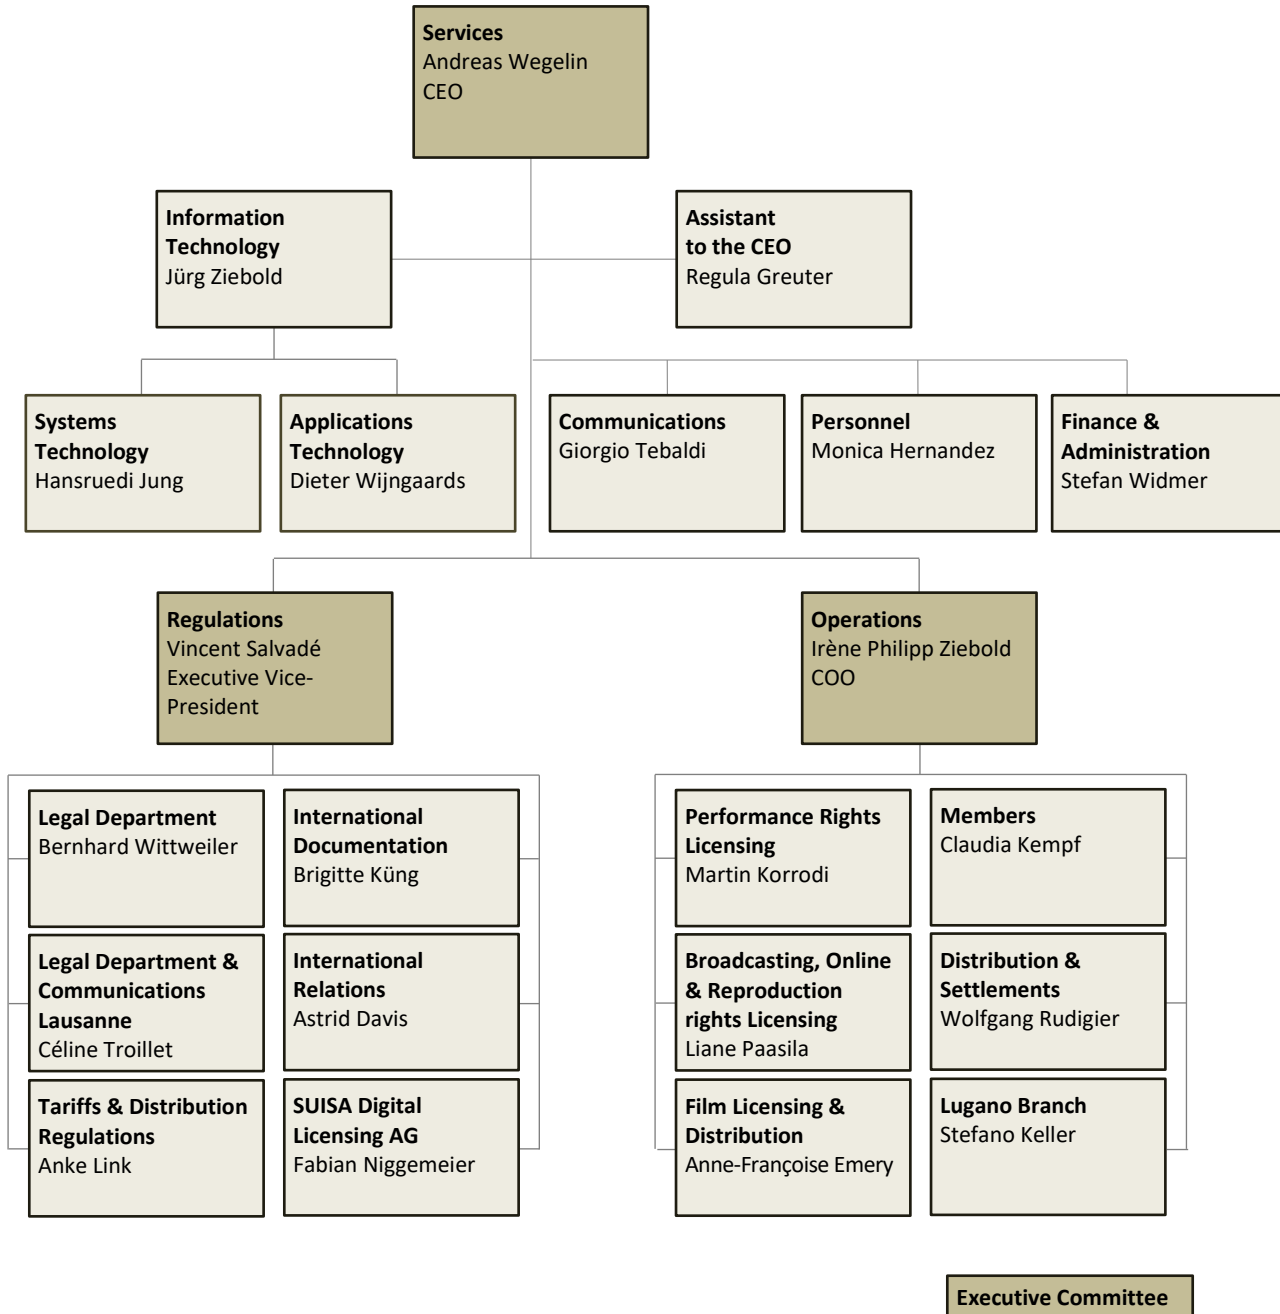 Services
Andreas Wegelin
CEO
Information
Technology
Jürg Ziebold
Assistant
to the CEO
Regula Greuter
Systems
Technology
Hansruedi Jung
Applications
Technology
Dieter Wijngaards
Communications
Giorgio Tebaldi
Personnel
Monica Hernandez
Finance &
Administration
Stefan Widmer
Regulations
Vincent Salvadé
Executive Vice-
President
Operations
Irène Philipp Ziebold
COO
Legal Department
Bernhard Wittweiler
International
Documentation
Brigitte Küng
Performance Rights
Licensing
Martin Korrodi
Members
Claudia Kempf
Legal Department &
Communications
Lausanne
Céline Troillet
International
Relations
Astrid Davis
Broadcasting, Online
& Reproduction
rights Licensing
Liane Paasila
Distribution &
Settlements
Wolfgang Rudigier
Tariffs & Distribution
Regulations
Anke Link
SUISA Digital
Licensing AG
Fabian Niggemeier
Film Licensing &
Distribution
Anne-Françoise Emery
Lugano Branch
Stefano Keller
Executive Committee